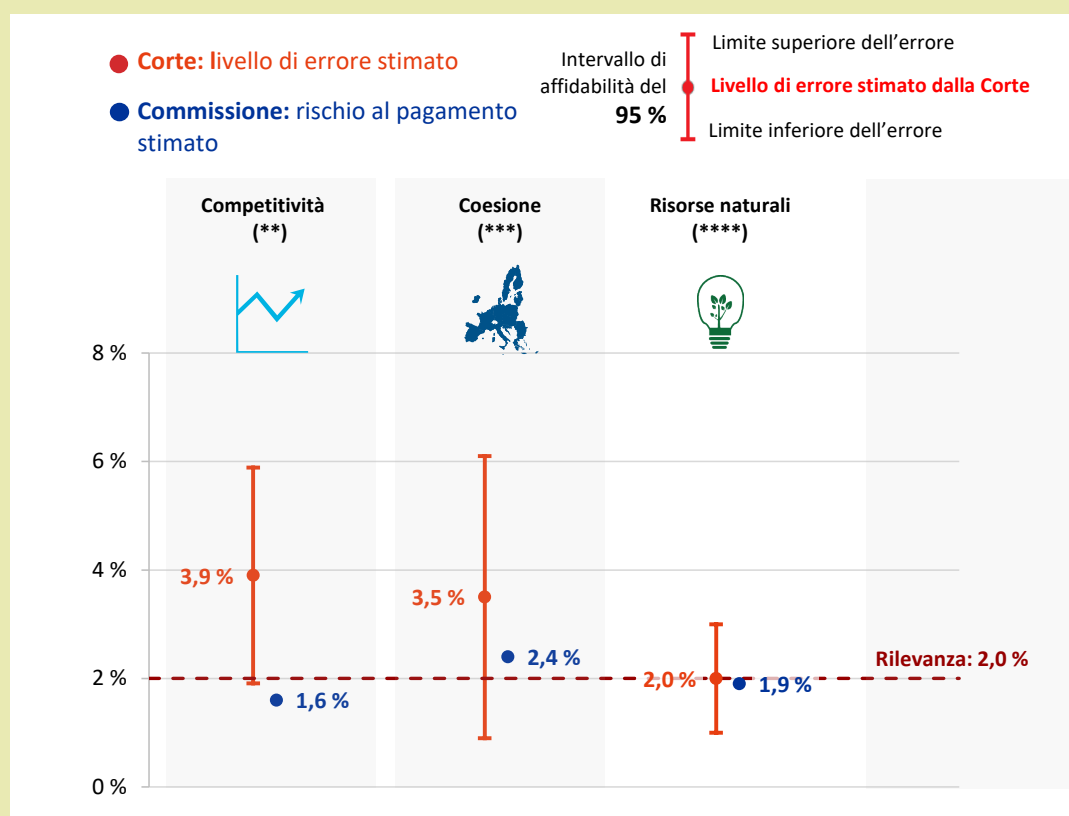 Corte: livello di errore stimato
Commissione: rischio al pagamento
stimato
Intervallo di
affidabilità del
95 %
Limite superiore dell'errore
Livello di errore stimato dalla Corte
Limite inferiore dell'errore
Competitività
(**)
Coesione
(***)
Risorse naturali
(****)
8 %
6 %
4 %
2 %
0 %
3,9 %
1,6 %
3,5 %
2,4 %
2,0 %
1,9 %
Rilevanza: 2,0 %